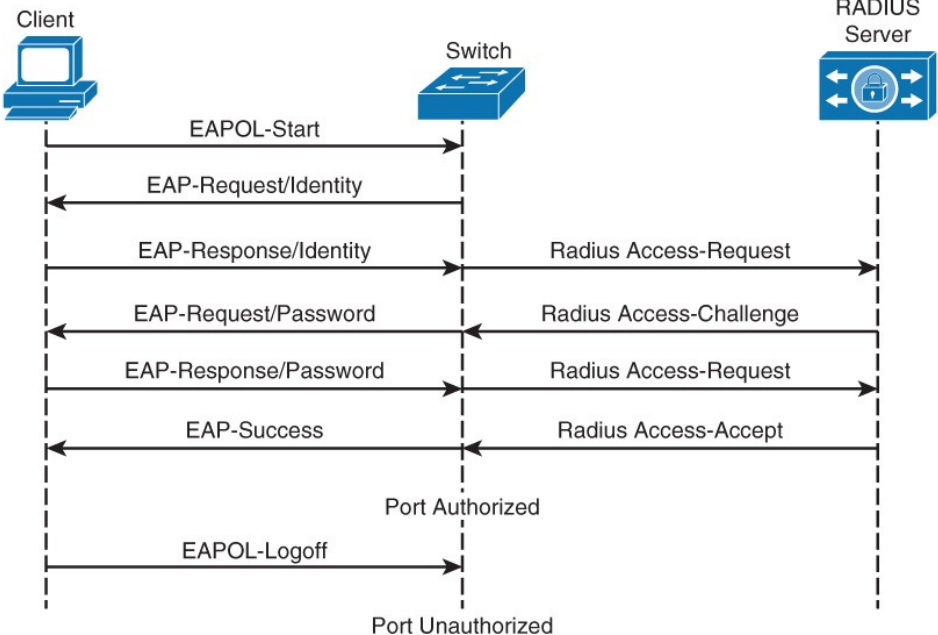 Client
Switch
RADIUS
Server
EAPOL-Start
EAP-Request/Identity
EAP-Response/Identity
Radius Access-Request
EAP-Request/Password
Radius Access-Challenge
EAP-Response/Password
Radius Access-Request
EAP-Success
Radius Access-Accept
Port Authorized
EAPOL-Logoff
Port Unauthorized